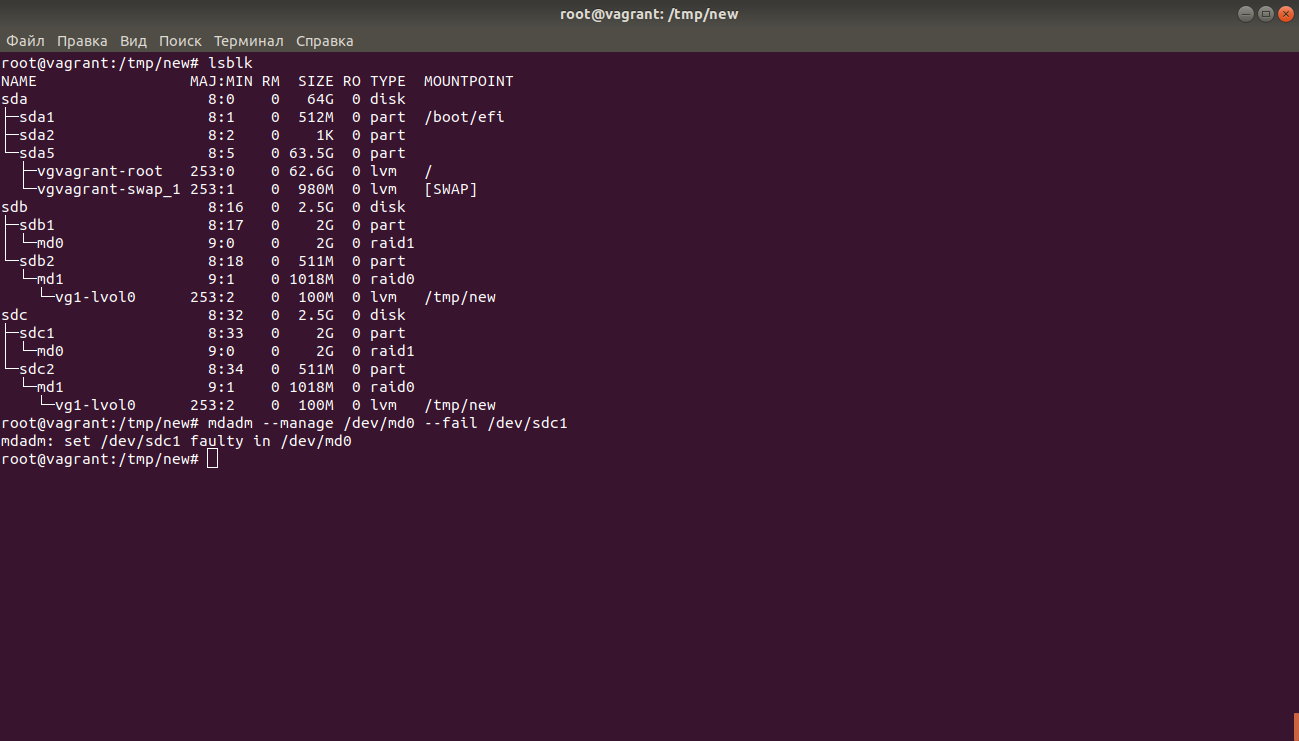 root@vagrant: /tmp/new
Файл Правка Вид Поиск Терминал Справка
root@vagrant:/tmp/new# lsblk
NAME                 MAJ:MIN RM  SIZE RO TYPE  MOUNTPOINT
sda                    8:0    0   64G  0 disk
├─sda1                 8:1    0  512M  0 part  /boot/efi
├─sda2                 8:2    0    1K  0 part
└─sda5                 8:5    0 63.5G  0 part
  ├─vgvagrant-root   253:0    0 62.6G  0 lvm   /
  └─vgvagrant-swap_1 253:1    0  980M  0 lvm   [SWAP]
sdb                    8:16   0  2.5G  0 disk
├─sdb1                 8:17   0    2G  0 part
│ └─md0                9:0    0    2G  0 raid1
└─sdb2                 8:18   0  511M  0 part
  └─md1                9:1    0 1018M  0 raid0
    └─vg1-lvol0      253:2    0  100M  0 lvm   /tmp/new
sdc                    8:32   0  2.5G  0 disk
├─sdc1                 8:33   0    2G  0 part
│ └─md0                9:0    0    2G  0 raid1
└─sdc2                 8:34   0  511M  0 part
  └─md1                9:1    0 1018M  0 raid0
    └─vg1-lvol0      253:2    0  100M  0 lvm   /tmp/new
root@vagrant:/tmp/new# mdadm --manage /dev/md0 --fail /dev/sdc1
mdadm: set /dev/sdc1 faulty in /dev/md0
root@vagrant:/tmp/new#